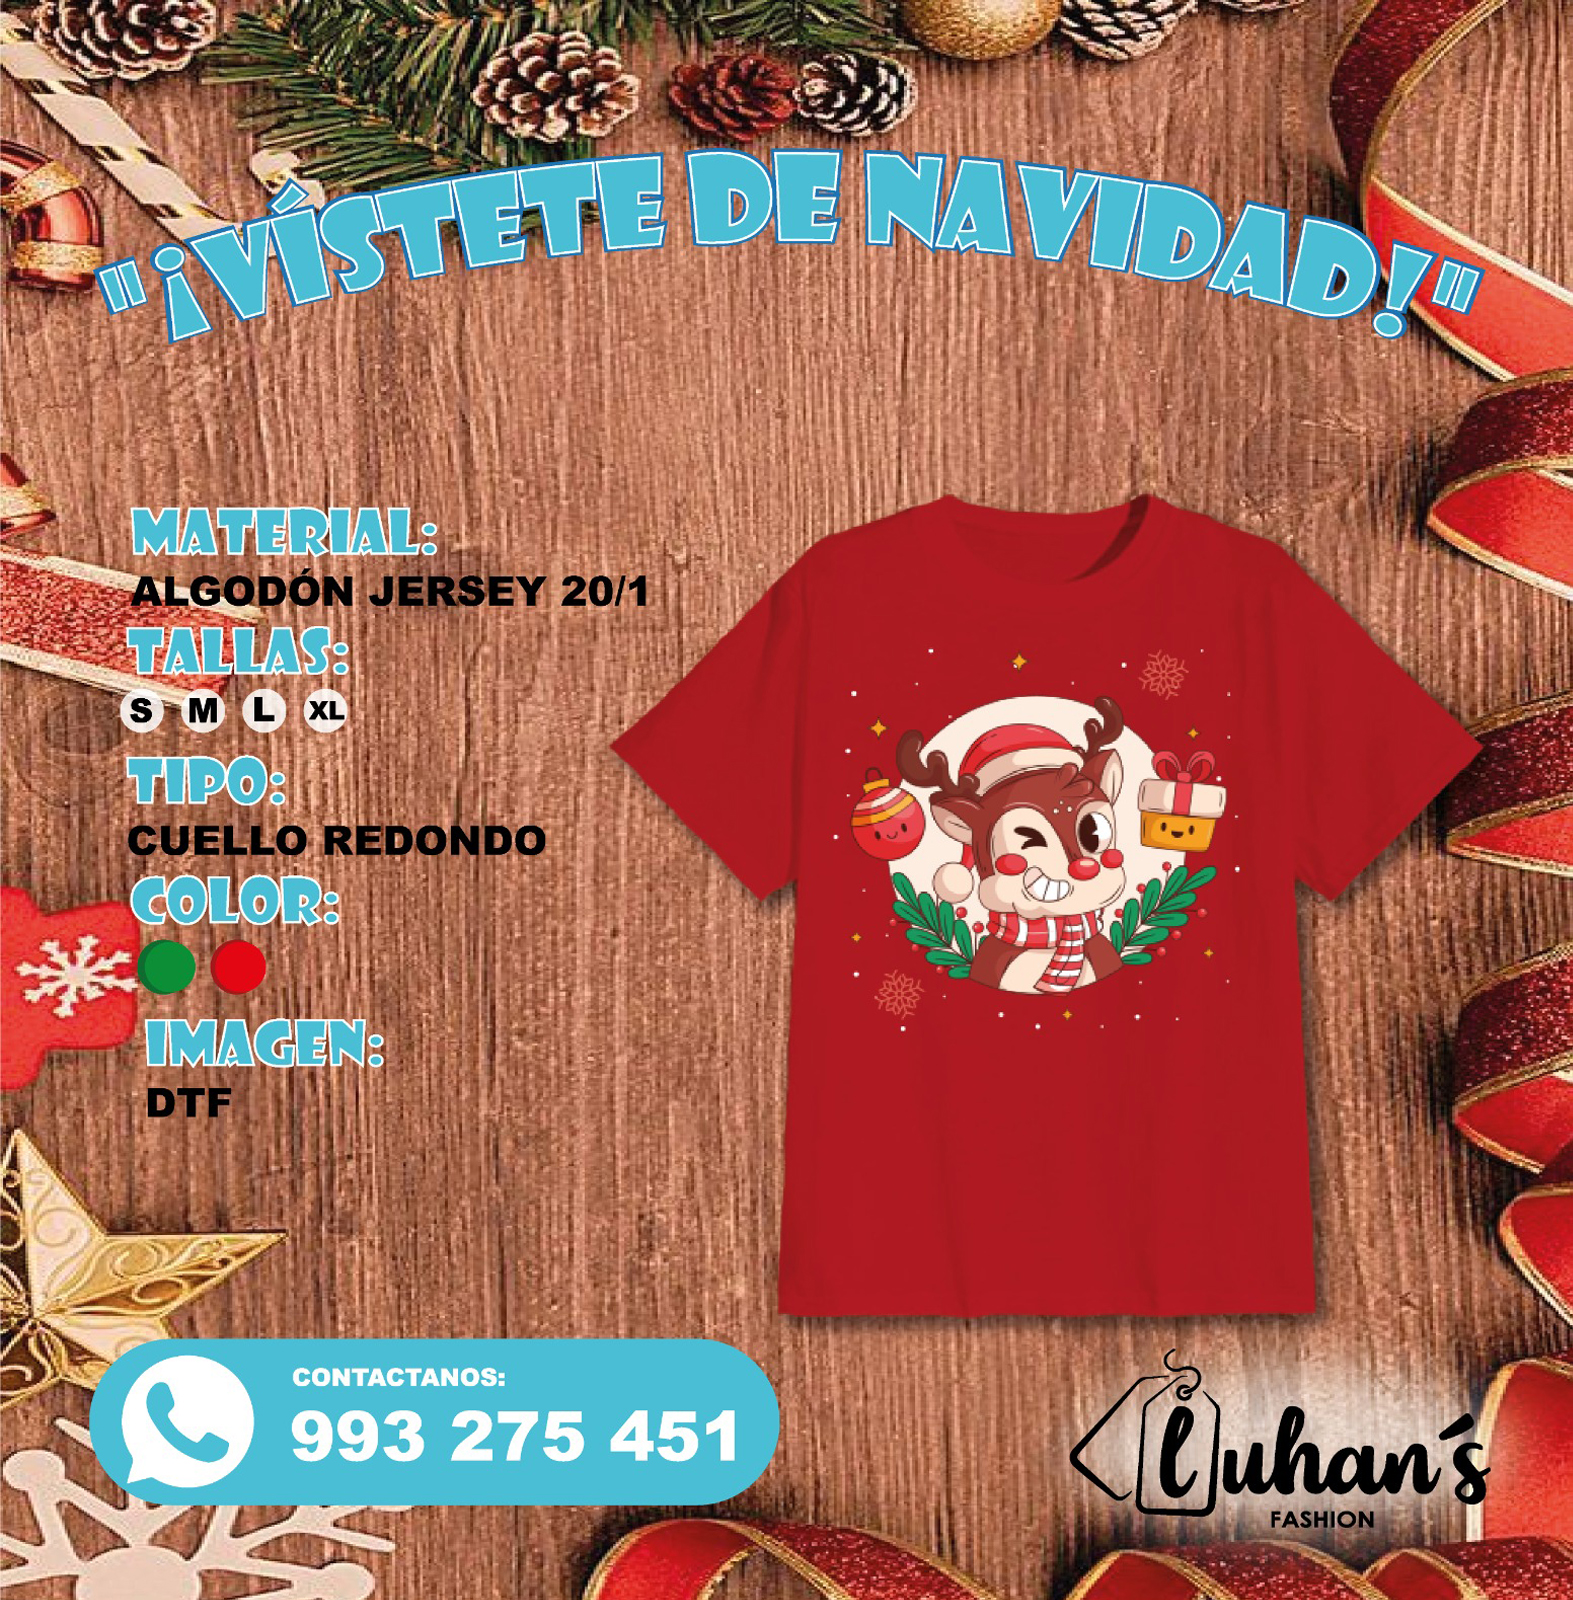 "¡VÍSTETE DE NAVIDAD!"
MATERIAL:
ALGODÓN JERSEY 20/1
TALLAS:
S M L XL
TIPO:
CUELLO REDONDO
COLOR:
IMAGEN:
DTF
CONTACTANOS:
993 275 451
Luhan´s
FASHION